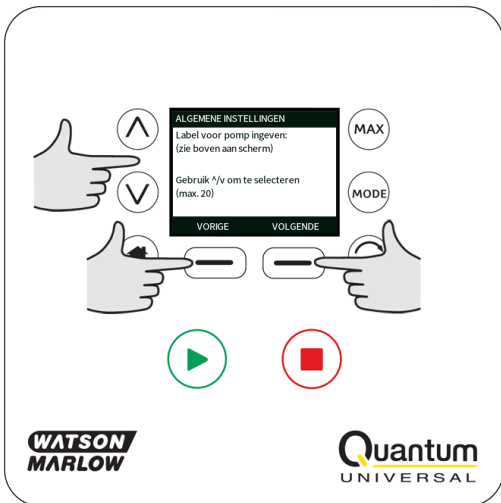 ALGEMENE INSTELLINGEN
Label voor pomp ingeven:
(zie boven aan scherm)
Gebruik ^/v om te selecteren
(max. 20)
VORIGE VOLGENDE
MAX
MODE
WATSON
MARLOW
Quantum
UNIVERSAL